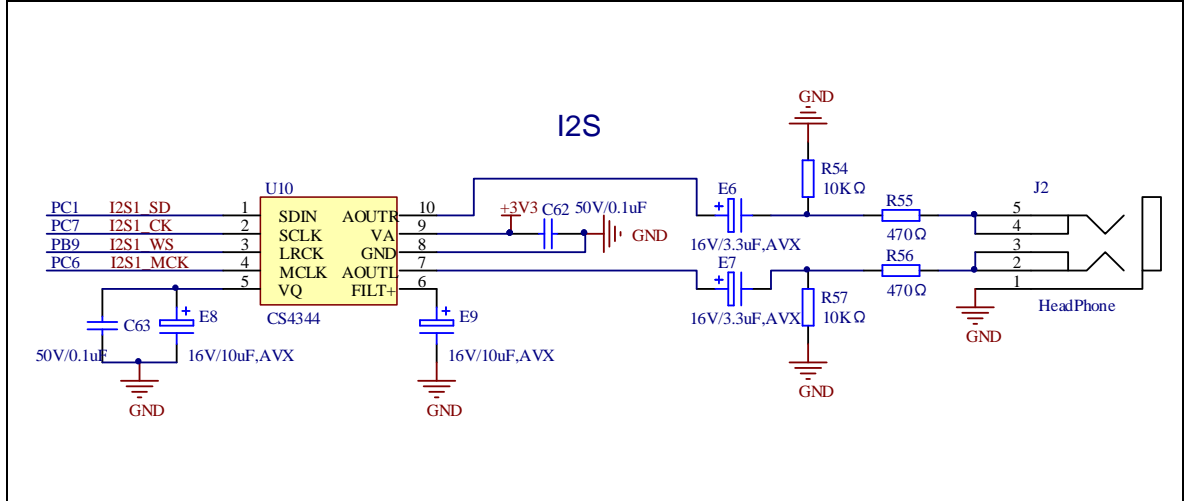 GND
I2S
R54
10KΩ
U10
E6
R55
J2
PC1 I2S1_SD 1 SDIN AOUTR 10
+3V3 C62 50V/0.1uF
5
PC7 I2S1_CK 2 SCLK VA 9
GND
470Ω
4
PB9 I2S1_WS 3 LRCK GND 8
16V/3.3uF,AVX
R56
3
PC6 I2S1_MCK 4 MCLK AOUTL 7
E7
2
5 VQ FILT+ 6
470Ω
1
R57
10KΩ
HeadPhone
C63
E8
CS4344
E9
16V/3.3uF,AVX
GND
50V/0.1uF
16V/10uF,AVX
16V/10uF,AVX
GND
GND
GND